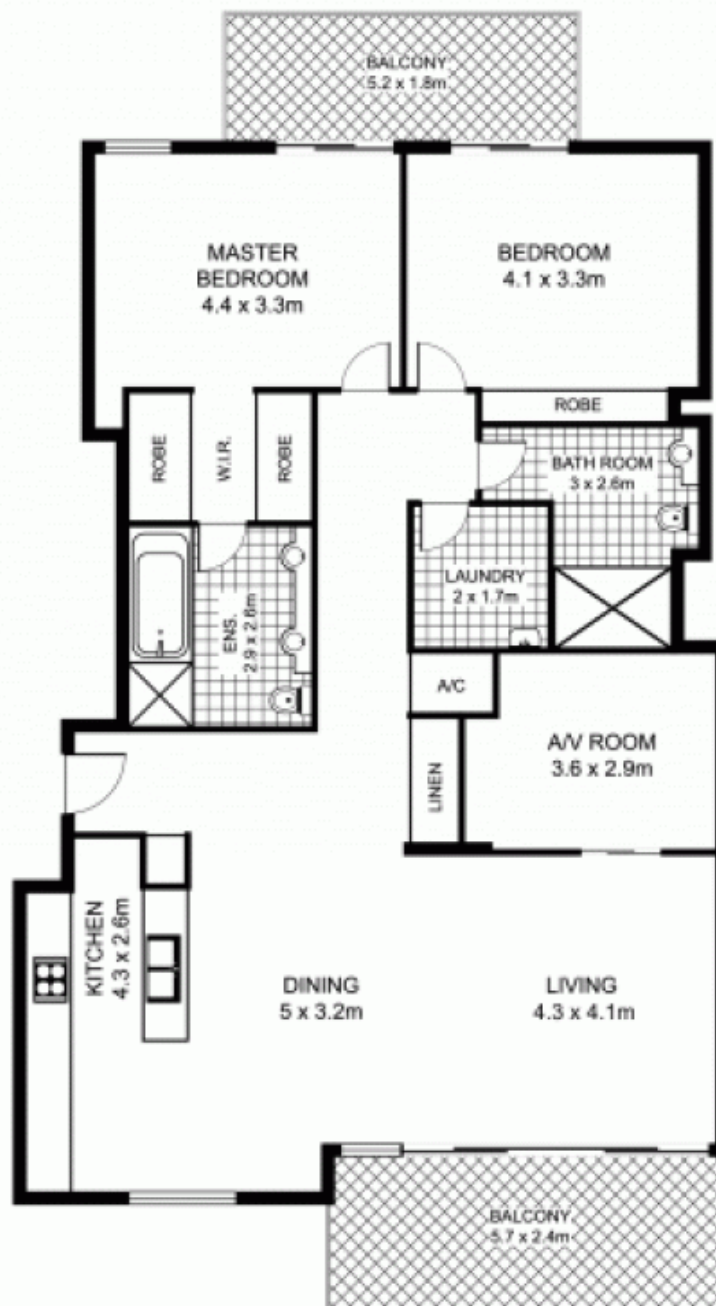 BALCONY
5.2 x 1.8m
MASTER
BEDROOM
4.4 x 3.3m
BEDROOM
4.1 x 3.3m
ROBE
W.I.R.
ROBE
ROBE
BATH ROOM
3 x 2.6m
ENS.
2.9 x 2.6m
LAUNDRY
2 x 1.7m
A/C
LINEN
A/V ROOM
3.6 x 2.9m
KITCHEN
4.3 x 2.6m
DINING
5 x 3.2m
LIVING
4.3 x 4.1m
BALCONY
5.7 x 2.4m